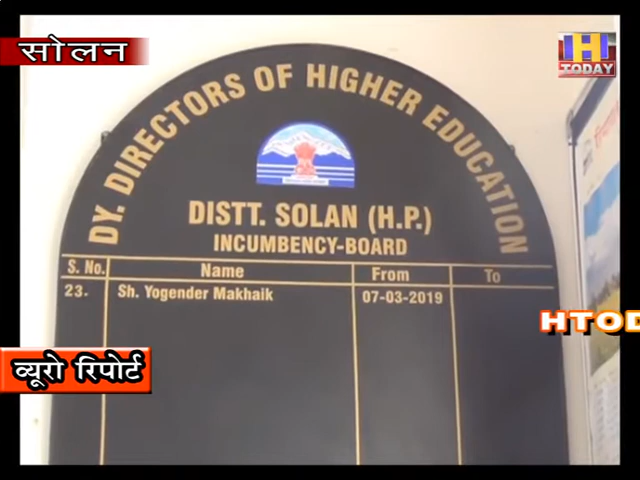 सोलन
HI
TODAY
DY. DIRECTORS OF HIGHER EDUCATION
DISTT. SOLAN (H.P.)
INCUMBENCY-BOARD
S. No. Name From To
23. Sh. Yogender Makhaik 07-03-2019
HTOD
ब्यूरो रिपोर्ट